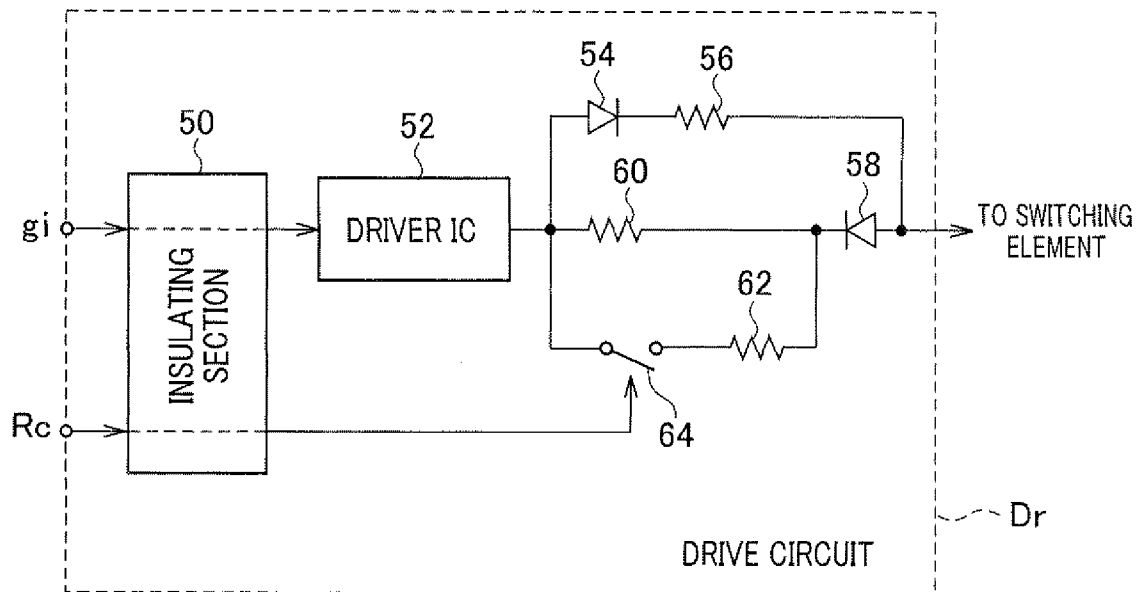 54
56
50
52
60
58
gi
DRIVER IC
TO SWITCHING
ELEMENT
INSULATING
SECTION
62
Rc
64
Dr
DRIVE CIRCUIT